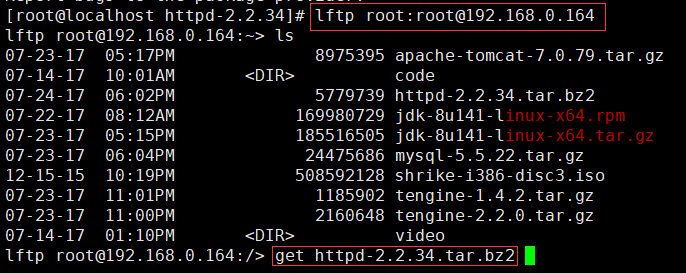 [root@localhost httpd-2.2.34]# lftp root:root@192.168.0.164
lftp root@192.168.0.164:~> ls
07-23-17  05:17PM              8975395 apache-tomcat-7.0.79.tar.gz
07-14-17  10:01AM       <DIR>          code
07-24-17  06:02PM              5779739 httpd-2.2.34.tar.bz2
07-22-17  08:12AM            169980729 jdk-8u141-linux-x64.rpm
07-23-17  05:15PM            185516505 jdk-8u141-linux-x64.tar.gz
07-23-17  06:04PM             24475686 mysql-5.5.22.tar.gz
12-15-15  10:19PM            508592128 shrike-i386-disc3.iso
07-23-17  11:01PM              1185902 tengine-1.4.2.tar.gz
07-23-17  11:00PM              2160648 tengine-2.2.0.tar.gz
07-14-17  01:10PM       <DIR>          video
lftp root@192.168.0.164:/> get httpd-2.2.34.tar.bz2